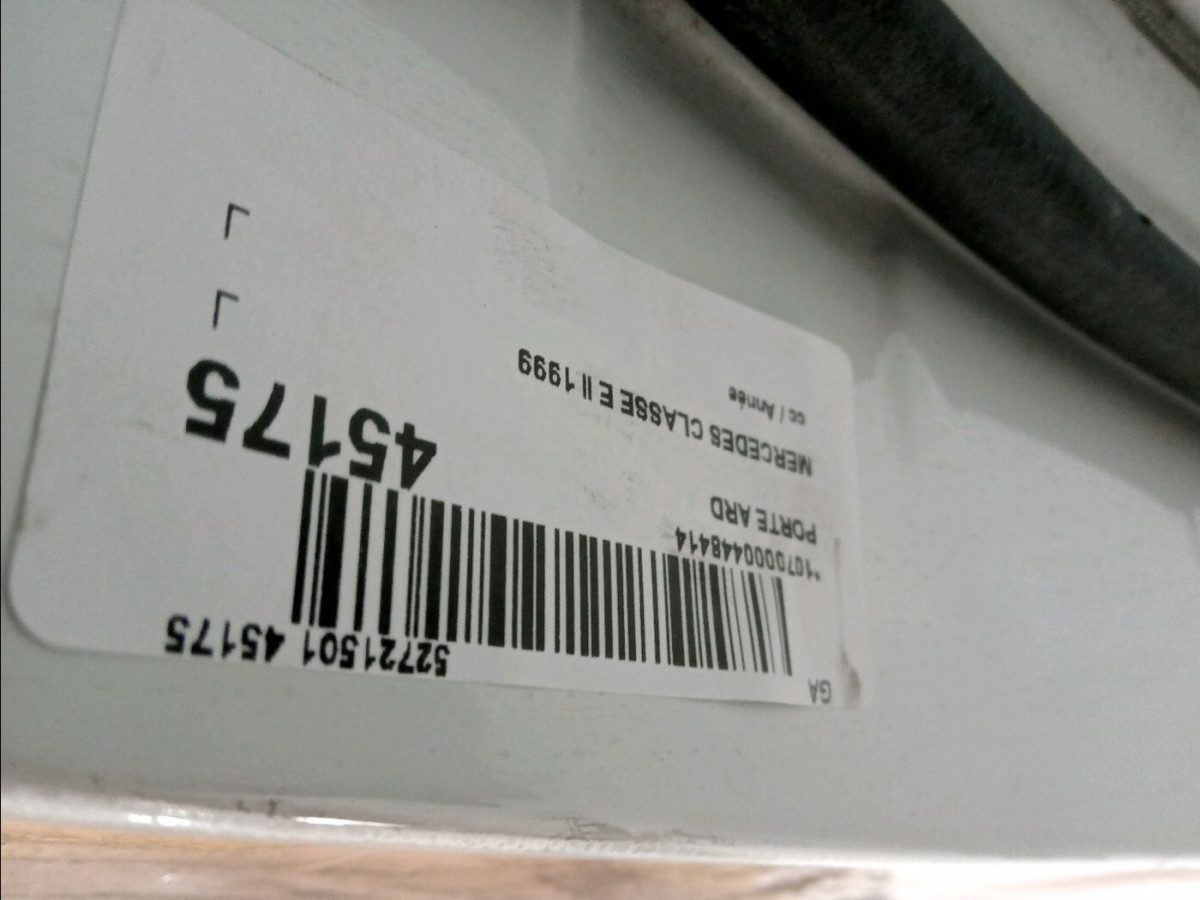 GA 52721501 45175
*1070000448414
PORTE ARD
45175
MERCEDES CLASSE E II 1999
cc / Année